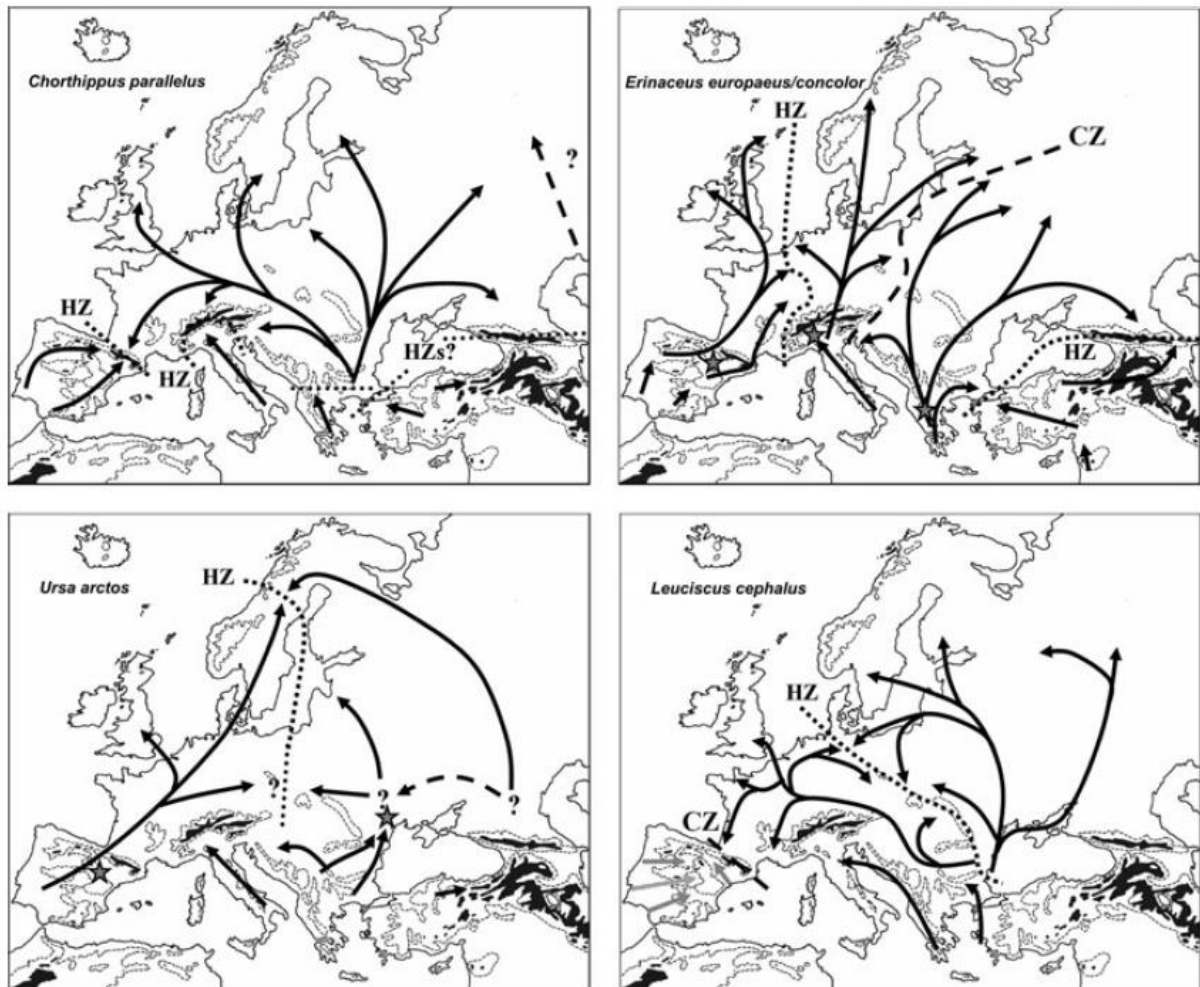 Chorthippus parallelus
HZ
HZ
HZs?
?
Erinaceus europaeus/concolor
HZ
CZ
HZ
Ursa arctos
HZ
?
?
?
Leuciscus cephalus
HZ
CZ